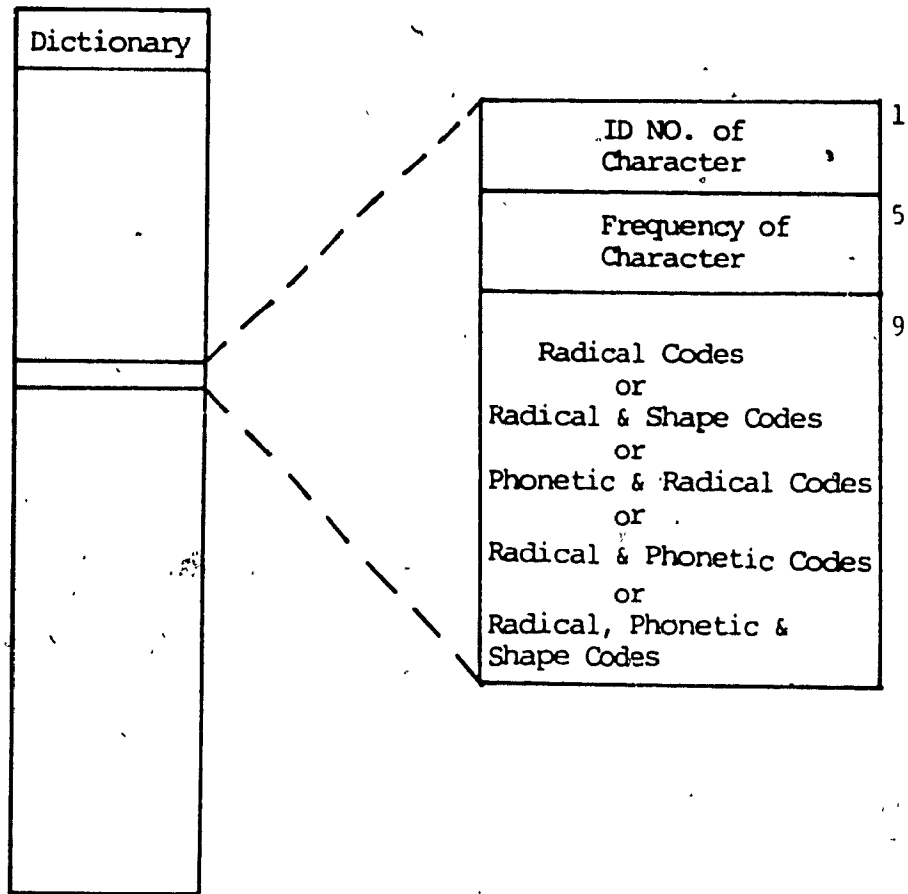 Dictionary
ID NO. of
Character
1
Frequency of
Character
5
9
Radical Codes
or
Radical & Shape Codes
or
Phonetic & Radical Codes
or
Radical & Phonetic Codes
or
Radical, Phonetic &
Shape Codes